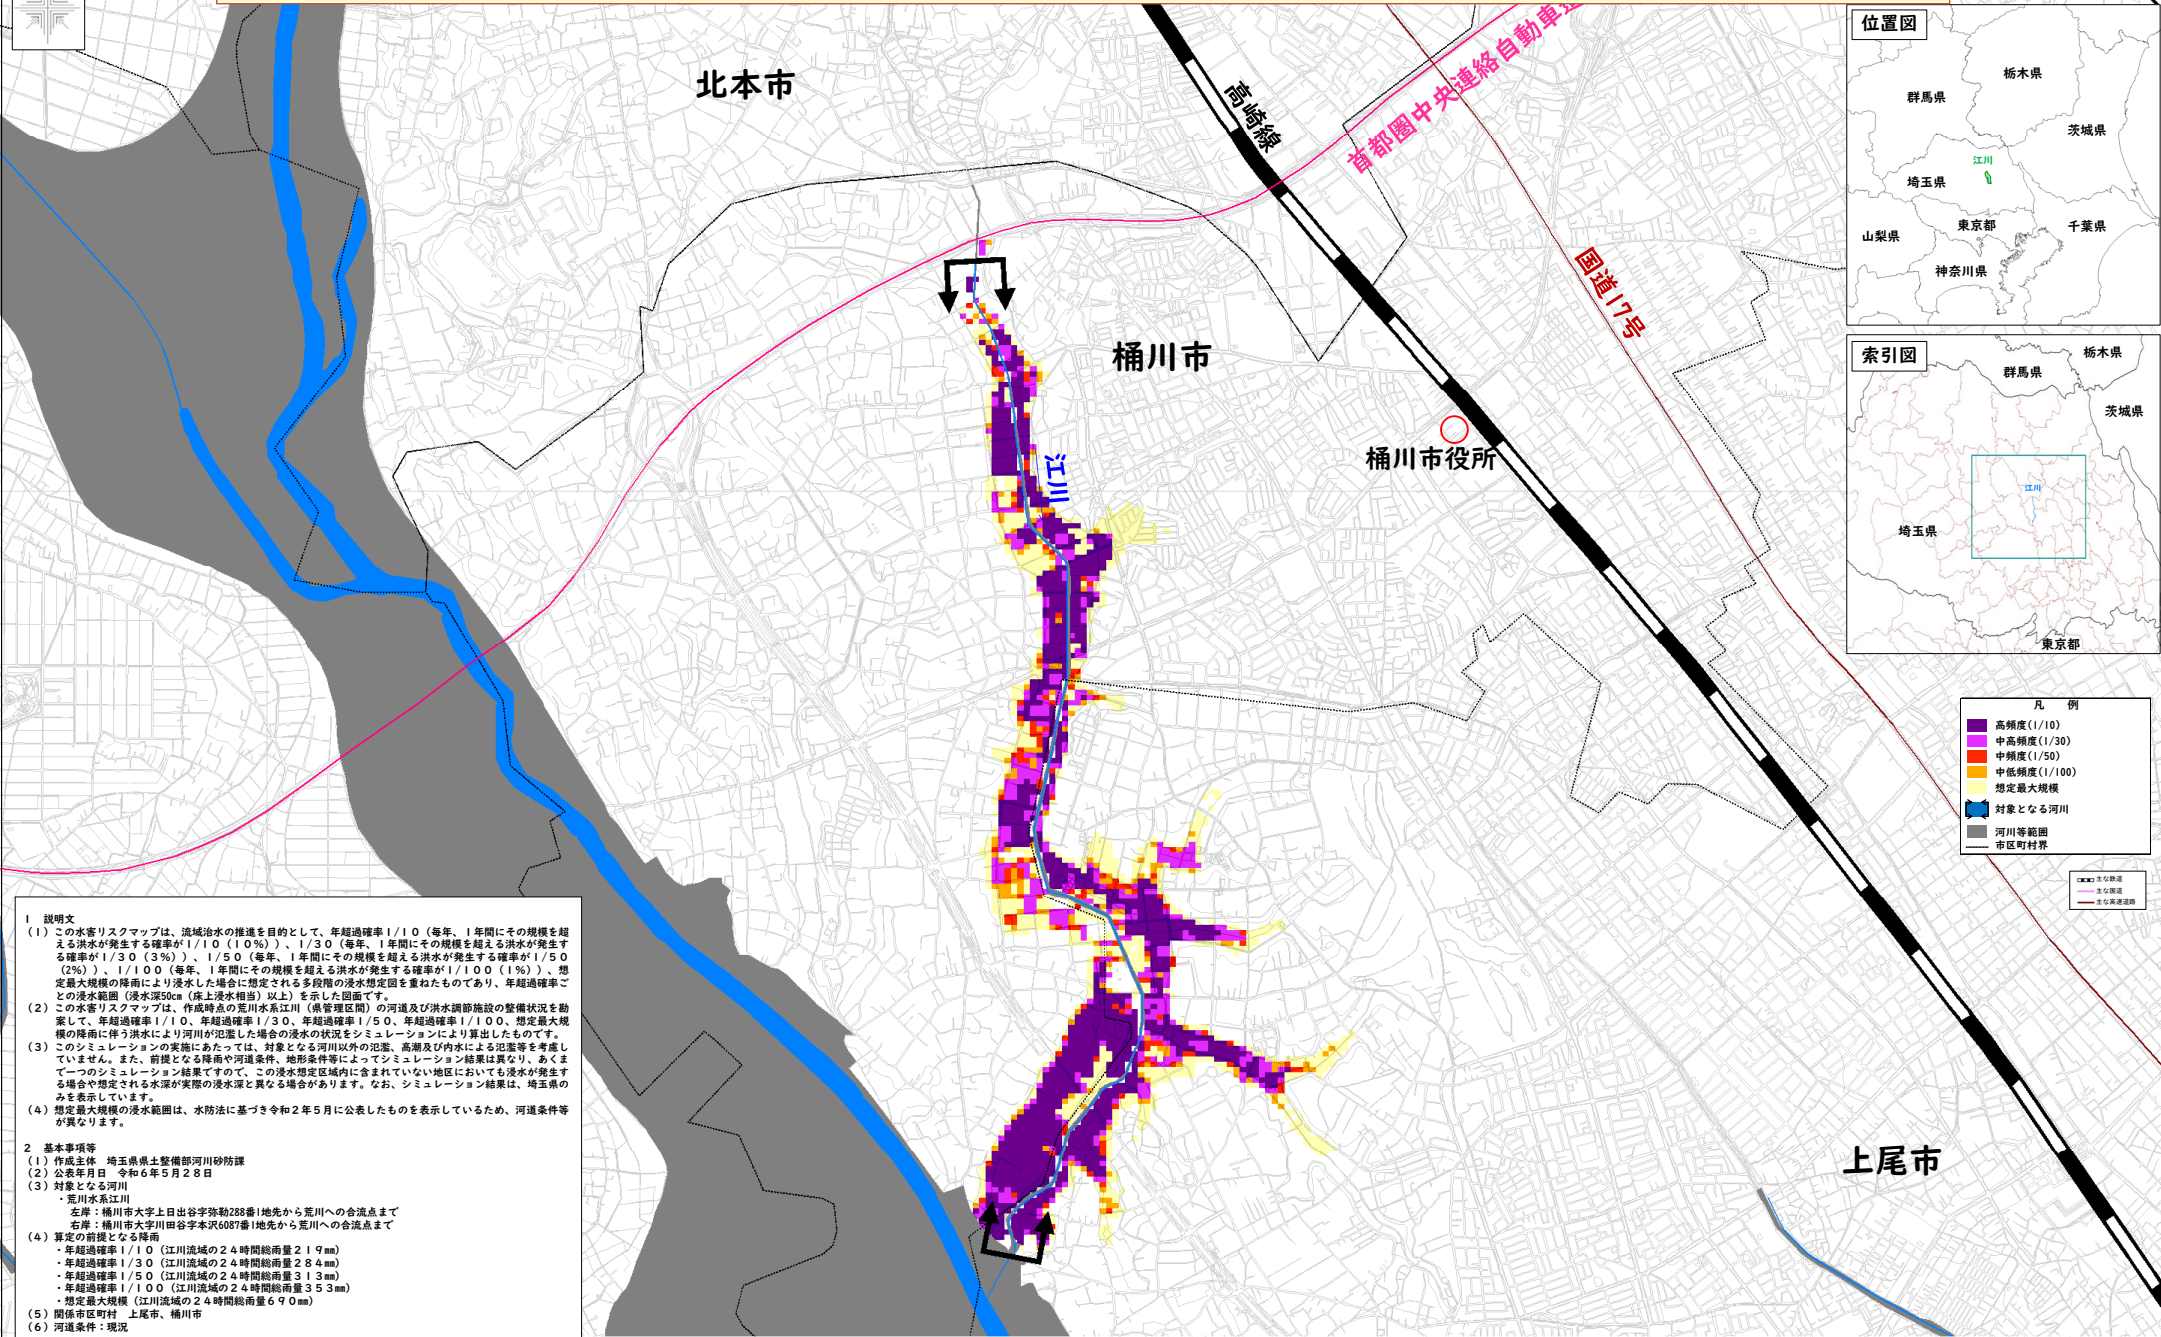 北本市
高崎線
首都圏中央連絡自動車道
国道17号
桶川市
桶川市役所
江川
上尾市
位置図
栃木県
群馬県
茨城県
江川
埼玉県
東京都
千葉県
山梨県
神奈川県
索引図
栃木県
群馬県
茨城県
江川
埼玉県
東京都
凡 例
高頻度(1/10)
中高頻度(1/30)
中頻度(1/50)
中低頻度(1/100)
想定最大規模
対象となる河川
河川等範囲
市区町村界
主な鉄道
主な国道
主な高速道路
1 説明文
(1)この水害リスクマップは、流域治水の推進を目的として、年超過確率1/10(毎年、1年間にその規模を超
える洪水が発生する確率が1/10(10%))、1/30(毎年、1年間にその規模を超える洪水が発生す
る確率が1/30(3%))、1/50(毎年、1年間にその規模を超える洪水が発生する確率が1/50
(2%))、1/100(毎年、1年間にその規模を超える洪水が発生する確率が1/100(1%))、想
定最大規模の降雨により浸水した場合に想定される多段階の浸水想定図を重ねたものであり、年超過確率ご
との浸水範囲(浸水深50cm(床上浸水相当)以上)を示した図面です。
(2)この水害リスクマップは、作成時点の荒川水系江川(県管理区間)の河道及び洪水調節施設の整備状況を勘
案して、年超過確率1/10、年超過確率1/30、年超過確率1/50、年超過確率1/100、想定最大規
模の降雨に伴う洪水により河川が氾濫した場合の浸水の状況をシミュレーションにより算出したものです。
(3)このシミュレーションの実施にあたっては、対象となる河川以外の氾濫、高潮及び内水による氾濫等を考慮し
ていません。また、前提となる降雨や河道条件、地形条件等によってシミュレーション結果は異なり、あくま
で一つのシミュレーション結果ですので、この浸水想定区域内に含まれていない地区においても浸水が発生す
る場合や想定される水深が実際の浸水深と異なる場合があります。なお、シミュレーション結果は、埼玉県の
みを表示しています。
(4)想定最大規模の浸水範囲は、水防法に基づき令和2年5月に公表したものを表示しているため、河道条件等
が異なります。
2 基本事項等
(1)作成主体 埼玉県県土整備部河川砂防課
(2)公表年月日 令和6年5月28日
(3)対象となる河川
・荒川水系江川
左岸:桶川市大字上日出谷字弥勒288番1地先から荒川への合流点まで
右岸:桶川市大字川田谷字本沢6087番1地先から荒川への合流点まで
(4)算定の前提となる降雨
・年超過確率1/10(江川流域の24時間総雨量219mm)
・年超過確率1/30(江川流域の24時間総雨量284mm)
・年超過確率1/50(江川流域の24時間総雨量313mm)
・年超過確率1/100(江川流域の24時間総雨量353mm)
・想定最大規模(江川流域の24時間総雨量690mm)
(5)関係市区町村 上尾市、桶川市
(6)河道条件:現況